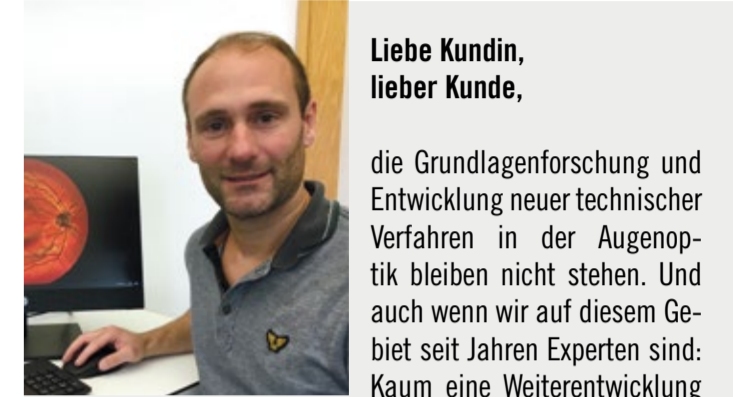 Liebe Kundin,
lieber Kunde,
die Grundlagenforschung und
Entwicklung neuer technischer
Verfahren in der Augenop-
tik bleiben nicht stehen. Und
auch wenn wir auf diesem Ge-
biet seit Jahren Experten sind:
Kaum eine Weiterentwicklung